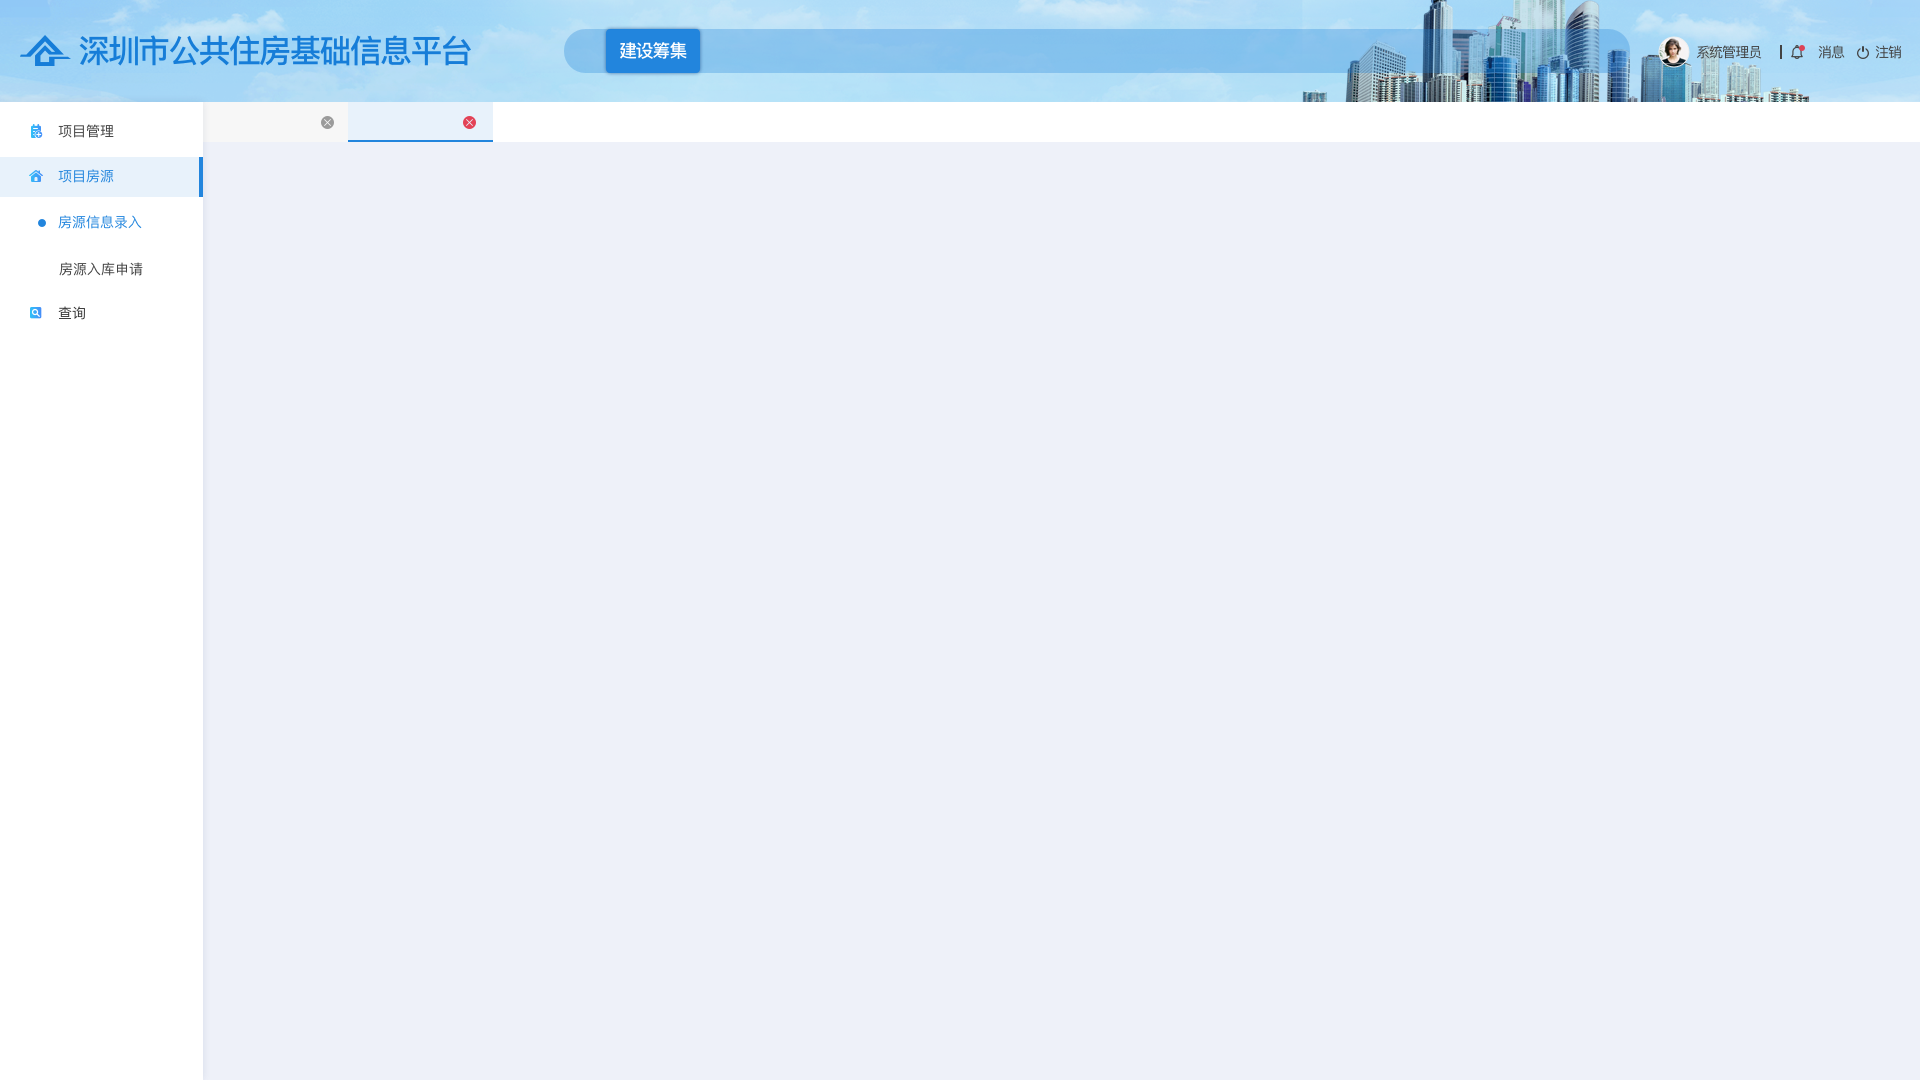 深圳市公共住房基础信息平台
建设筹集
系统管理员
消息
注销
项目管理
项目房源
房源信息录入
房源入库申请
查询